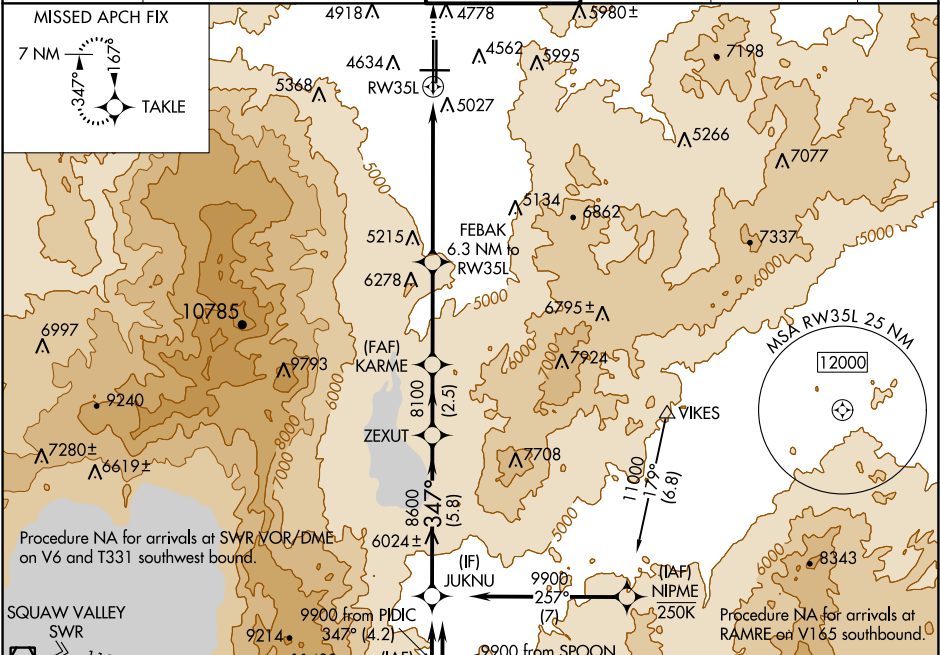 MISSED APCH FIX
7 NM
347°
167°
TAKLE
4918
4778
5980±
4634
4562
5995
7198
5368
RW35L
5027
5266
7077
5000
5134
6862
FEBAK
6.3 NM to
RW35L
5215
7337
5000
6000
6278
5000
10785
6795±
6997
6000
(FAF)
KARME
9793
7924
6000
8100
(2.5)
9240
8000
7000
ZEXUT
VIKES
MSA RW35L 25 NM
12000
7280±
6619±
7708
11000
179°
(6.8)
8600
347°
(5.8)
5000
6024±
Procedure NA for arrivals at SWR VOR/DME
on V6 and T331 southwest bound.
(IF)
JUKNU
9900
257°
(7)
(IAF)
NIPME
250K
6000
8343
SQUAW VALLEY
SWR
9214
9900 from PIDIC
347° (4.2)
(IAF)
9900 from SPOON
Procedure NA for arrivals at
RAMRE on V165 southbound.